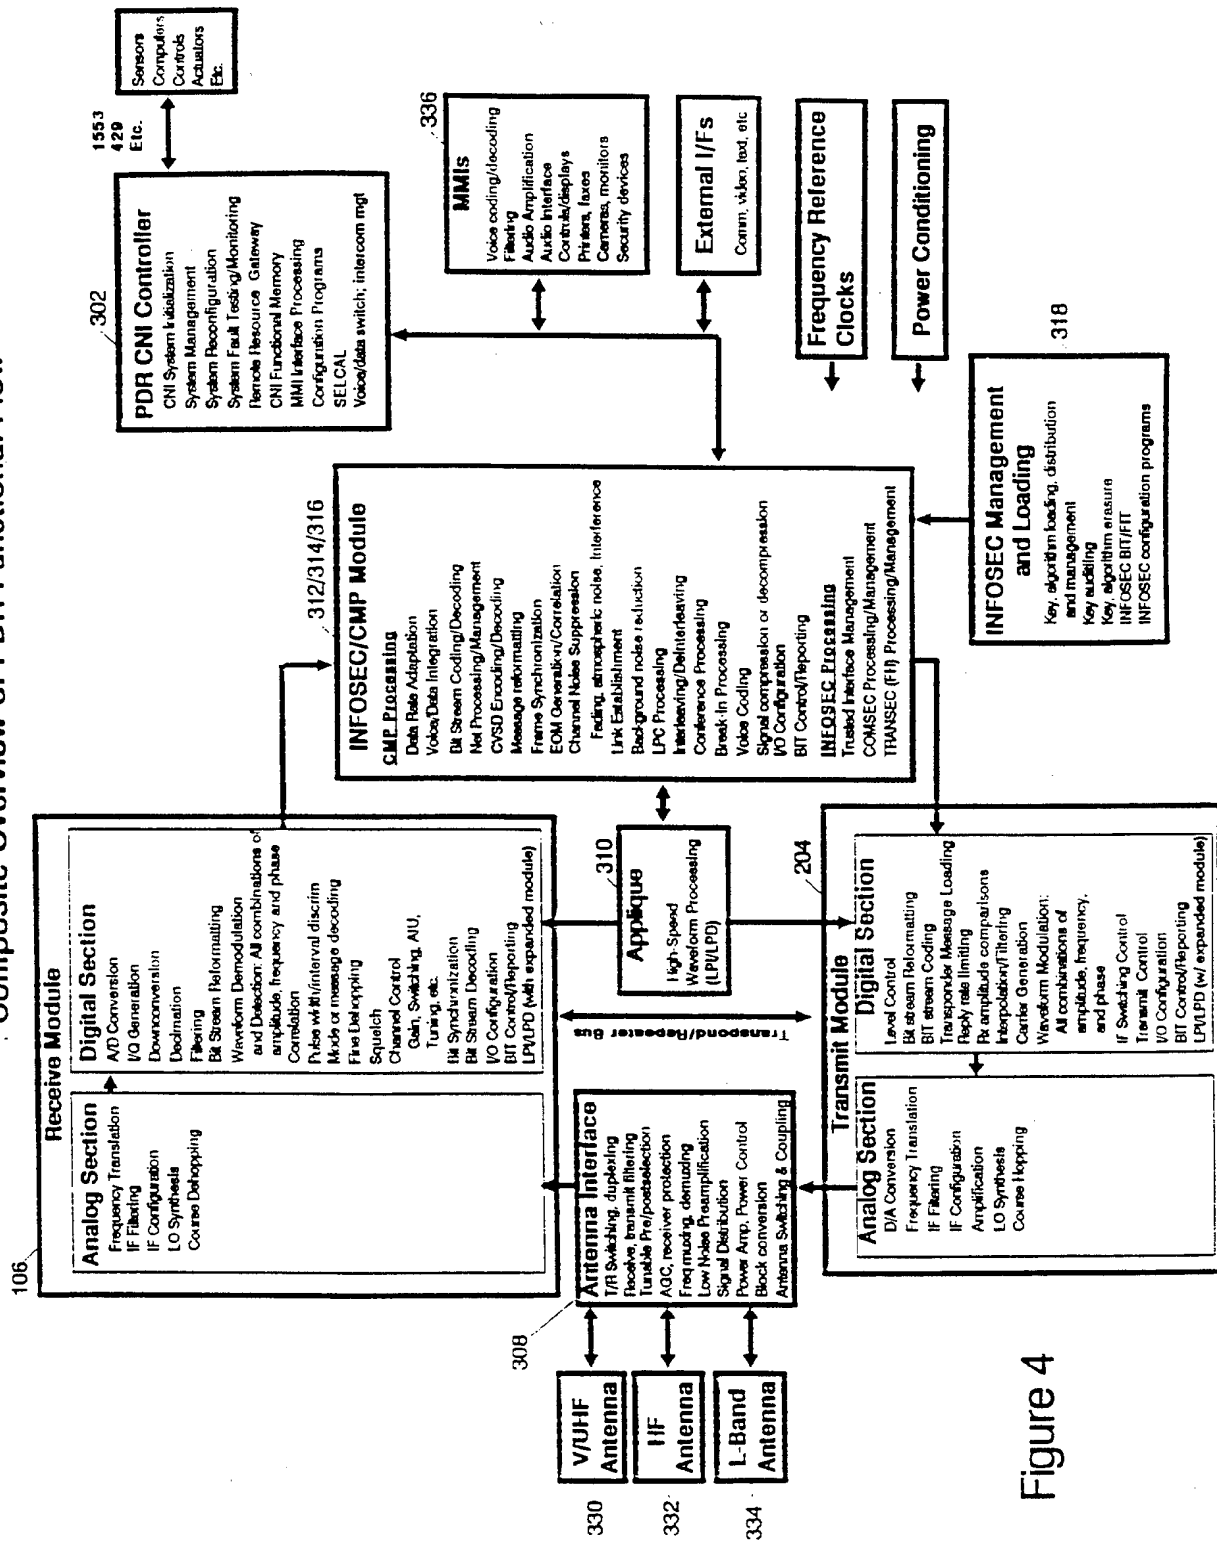 Composite Overview of PDR Functional Flow
106
Receive Module
Analog Section
Frequency Translation
IF Filtering
IF Configuration
LO Synthesis
Course Dehopping
Digital Section
A/D Conversion
I/Q Generation
Downconversion
Decimation
Filtering
Bit Stream Reformatting
Waveform Demodulation
and Detection: All combinations of
amplitude, frequency and phase
Correlation
Pulse width/interval discrim
Mode or message decoding
Fine Dehopping
Squelch
Channel Control
Gain, Switching, AIU,
Tuning, etc.
Bit Synchronization
Bit Stream Decoding
I/O Configuration
BIT Control/Reporting
LPI/LPD (with expanded module)
308
Antenna Interface
T/R Switching, duplexing
Receive, transmit filtering
Tunable Pre/postselection
AGC, receiver protection
Freq muxing, demuxing
Low Noise Preamplification
Signal Distribution
Power Amp, Power Control
Block conversion
Antenna Switching & Coupling
V/UHF
Antenna
330
HF
Antenna
332
L-Band
Antenna
334
Transpond/Repeater Bus
310
Applique
High-Speed
Waveform Processing
(LPI/LPD)
204
Transmit Module
Analog Section
D/A Conversion
Frequency Translation
IF Filtering
IF Configuration
Amplification
LO Synthesis
Course Hopping
Digital Section
Level Control
Bit stream Reformatting
BIT stream Coding
Transponder Message Loading
Reply rate limiting
Rx amplitude comparisons
Interpolation/Filtering
Carrier Generation
Waveform Modulation:
All combinations of
amplitude, frequency,
and phase
IF Switching Control
Transmit Control
I/O Configuration
BIT Control/Reporting
LPI/LPD (w/ expanded module)
312/314/316
INFOSEC/CMP Module
CMP Processing
Data Rate Adaptation
Voice/Data Integration
Bit Stream Coding/Decoding
Net Processing/Management
CVSD Encoding/Decoding
Message reformatting
Frame Synchronization
EOM Generation/Correlation
Channel Noise Suppression
Fading, atmospheric noise, Interference
Link Establishment
Background noise reduction
LPC Processing
Interleaving/DeInterleaving
Conference Processing
Break-In Processing
Voice Coding
Signal compression or decompression
I/O Configuration
BIT Control/Reporting
INFOSEC Processing
Trusted Interface Management
COMSEC Processing/Management
TRANSEC (FH) Processing/Management
302
PDR CNI Controller
CNI System Initialization
System Management
System Reconfiguration
System Fault Testing/Monitoring
Remote Resource Gateway
CNI Functional Memory
MMI Interface Processing
Configuration Programs
SELCAL
Voice/data switch; intercom mgt
1553
429
Etc.
Sensors
Computers
Controls
Actuators
Etc.
336
MMIs
Voice coding/decoding
Filtering
Audio Amplification
Audio Interface
Controls/displays
Printers, faxes
Cameras, monitors
Security devices
External I/Fs
Comm, video, text, etc
Frequency Reference
Clocks
Power Conditioning
318
INFOSEC Management
and Loading
Key, algorithm loading, distribution
and management
Key auditing
Key, algorithm erasure
INFOSEC BIT/FIT
INFOSEC configuration programs
Figure 4